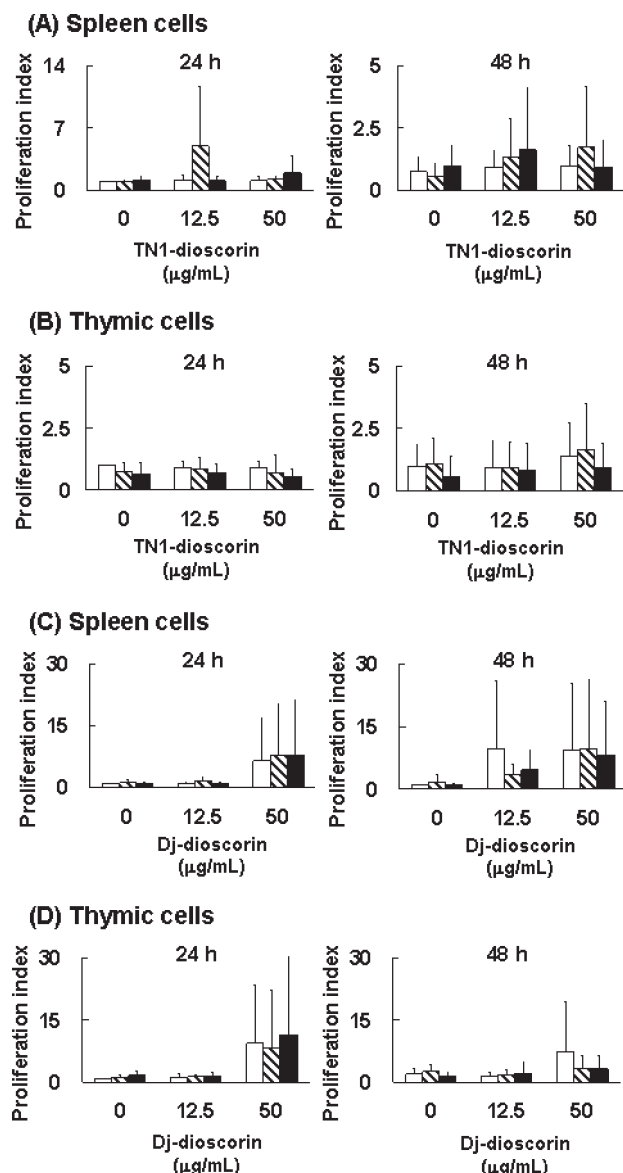 (A) Spleen cells
24 h
48 h
Proliferation index
14
7
0
0 12.5 50
TN1-dioscorin
(μg/mL)
Proliferation index
5
2.5
0
0 12.5 50
TN1-dioscorin
(μg/mL)
(B) Thymic cells
24 h
48 h
Proliferation index
5
2.5
0
0 12.5 50
TN1-dioscorin
(μg/mL)
Proliferation index
5
2.5
0
0 12.5 50
TN1-dioscorin
(μg/mL)
(C) Spleen cells
24 h
48 h
Proliferation index
30
15
0
0 12.5 50
Dj-dioscorin
(μg/mL)
Proliferation index
30
15
0
0 12.5 50
Dj-dioscorin
(μg/mL)
(D) Thymic cells
24 h
48 h
Proliferation index
30
15
0
0 12.5 50
Dj-dioscorin
(μg/mL)
Proliferation index
30
15
0
0 12.5 50
Dj-dioscorin
(μg/mL)